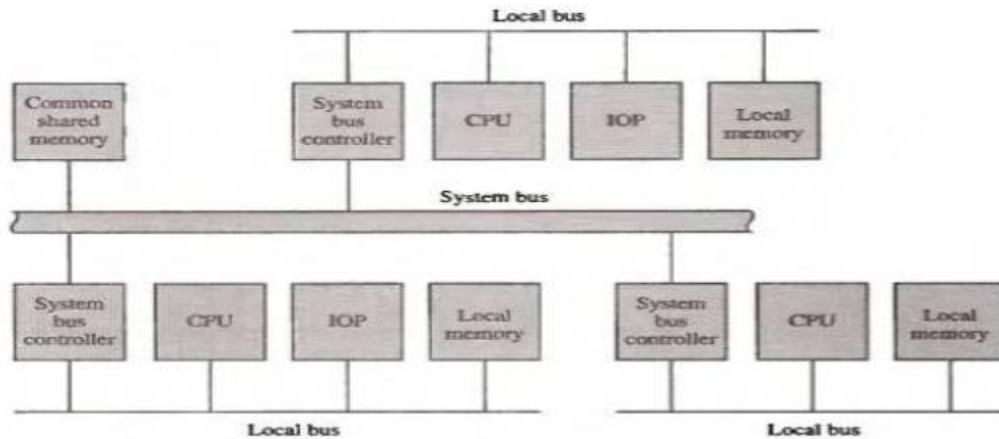 Local bus
Common
shared
memory
System
bus
controller
CPU
IOP
Local
memory
System bus
System
bus
controller
CPU
IOP
Local
memory
System
bus
controller
CPU
Local
memory
Local bus
Local bus